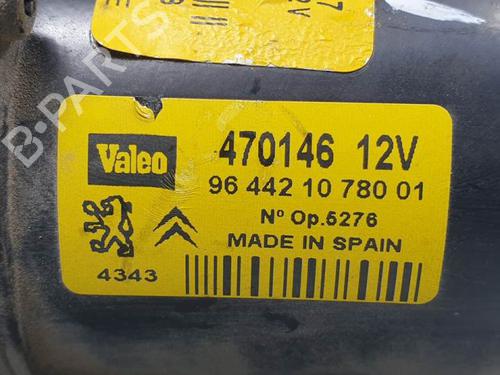 B-PARTS
Valeo
470146 12V
96 442 10 780 01
Nº Op.5276
MADE IN SPAIN
4343